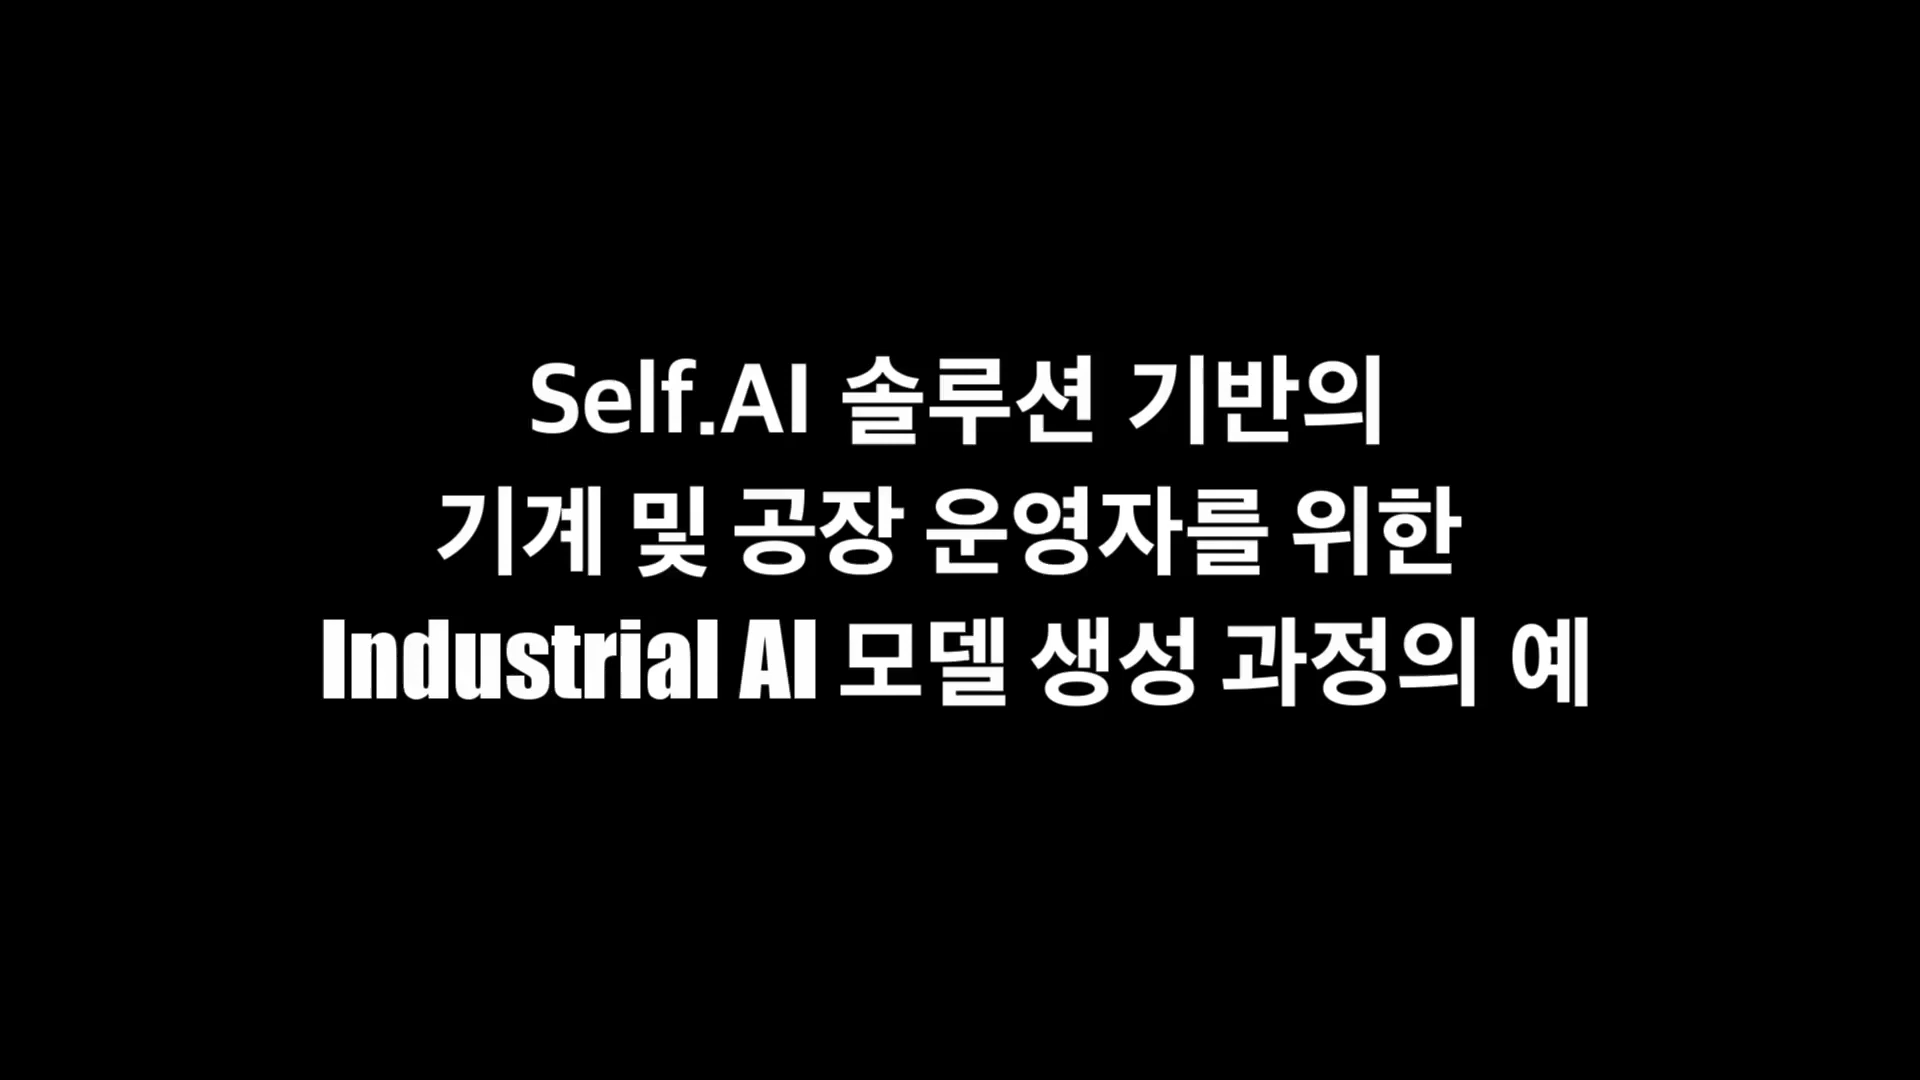 Self.AI 솔루션 기반의
기계 및 공장 운영자를 위한
Industrial AI 모델 생성 과정의 예